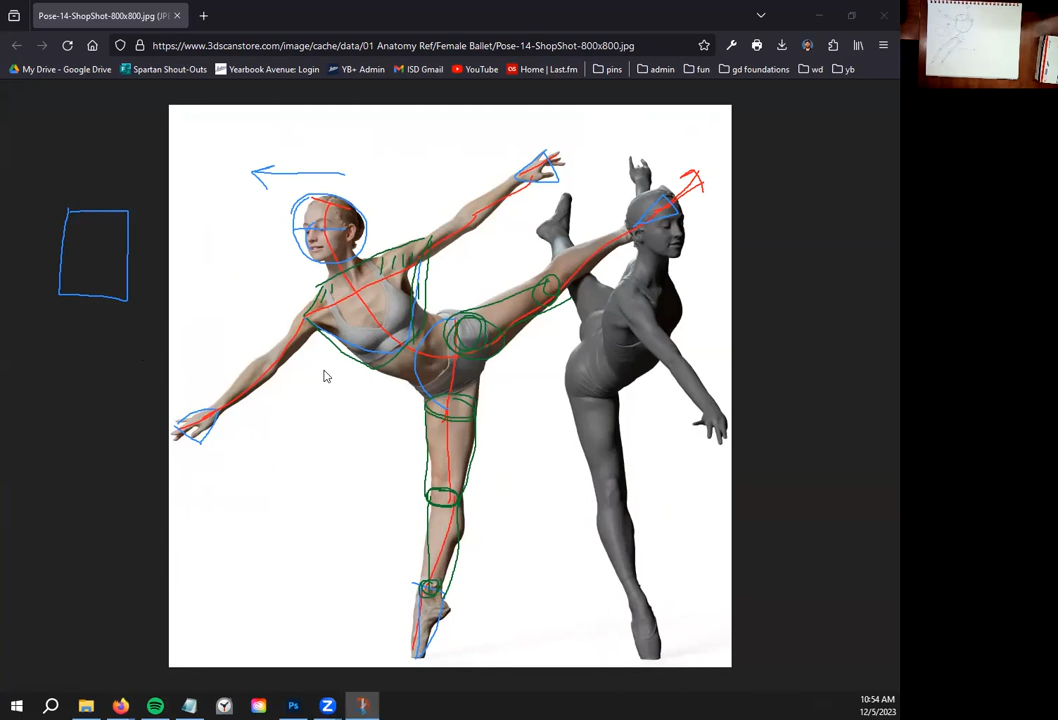 Pose-14-ShopShot-800x800.jpg (JPE
https://www.3dscanstore.com/image/cache/data/01 Anatomy Ref/Female Ballet/Pose-14-ShopShot-800x800.jpg
My Drive - Google Drive
Spartan Shout-Outs
Yearbook Avenue: Login
YB+ Admin
ISD Gmail
YouTube
Home | Last.fm
pins
admin
fun
gd foundations
wd
yb
Ps
10:54 AM
12/5/2023